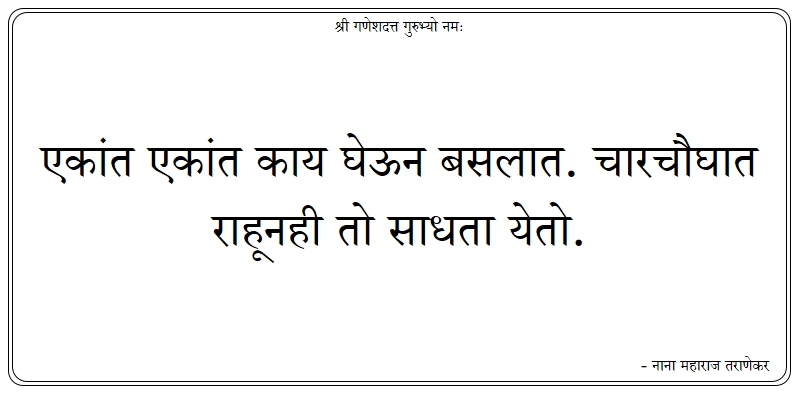 श्री गणेशदत्त गुरुभ्यो नमः
एकांत एकांत काय घेऊन बसलात. चारचौघात
राहूनही तो साधता येतो.
- नाना महाराज तराणेकर